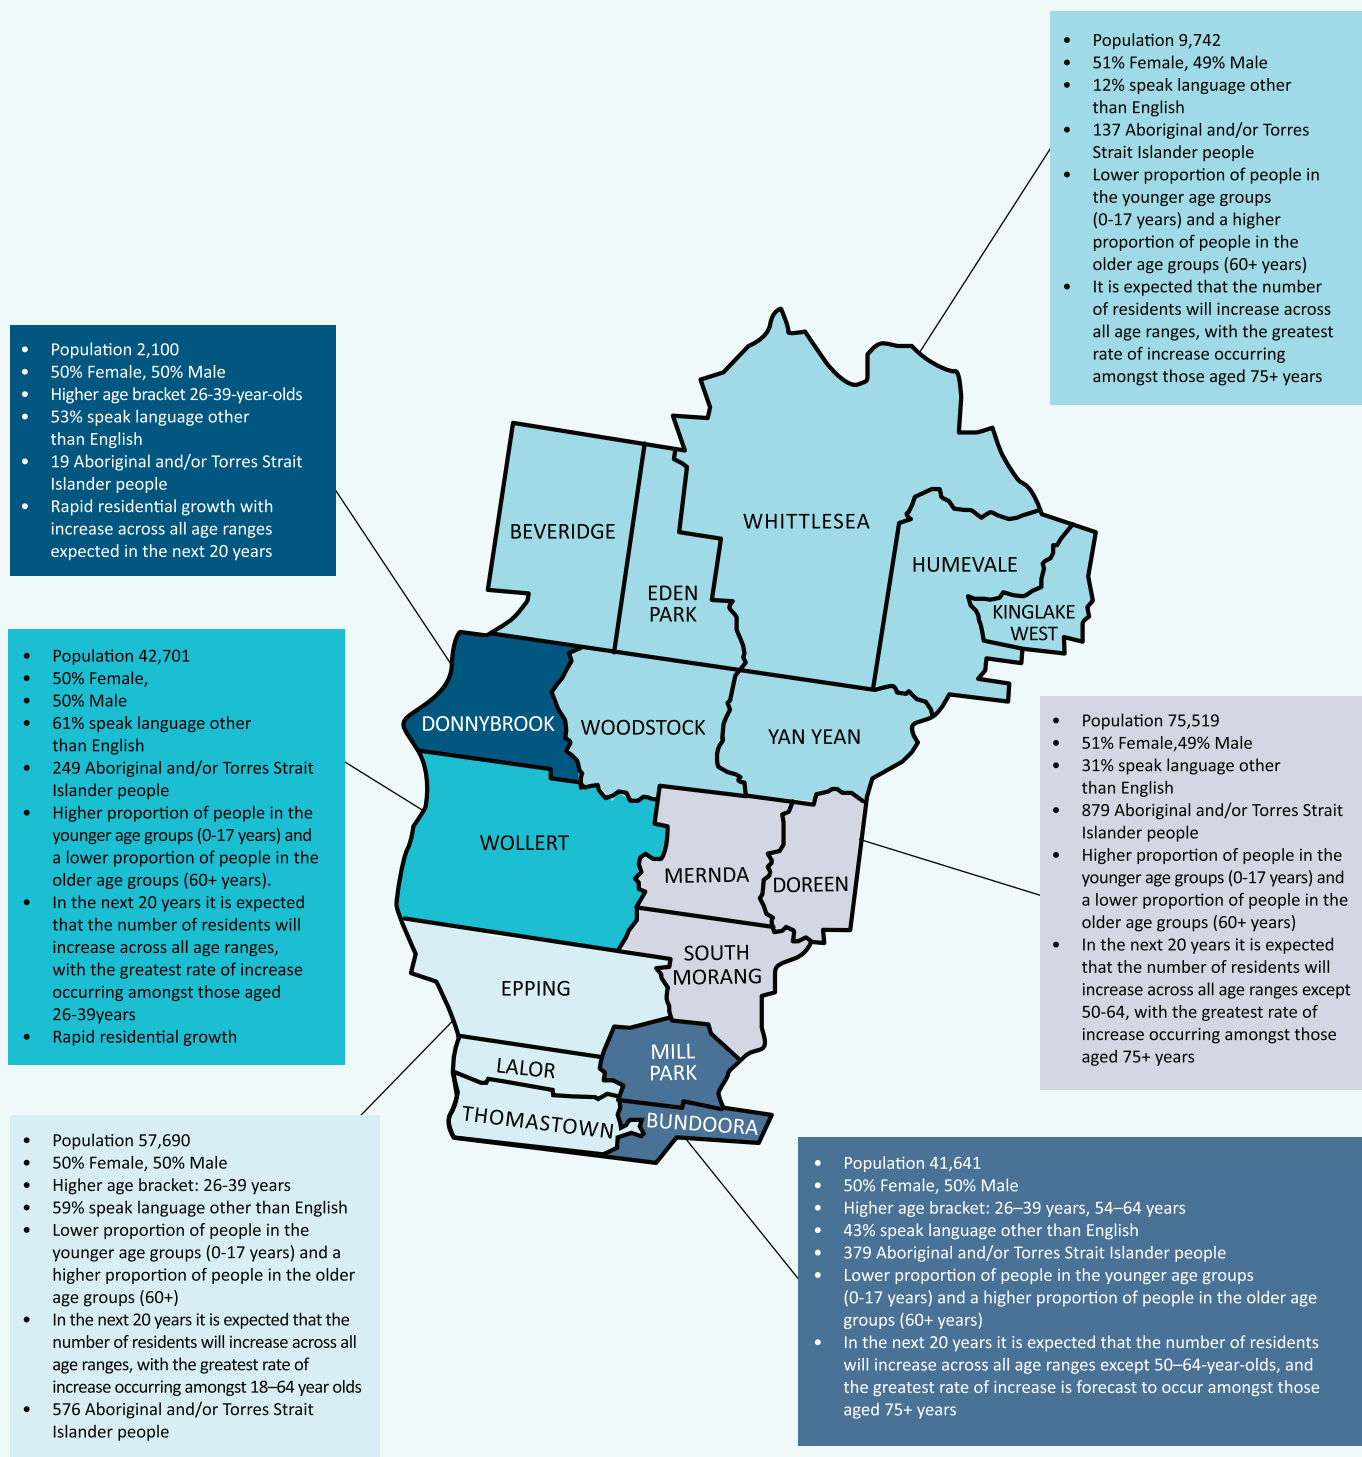 • Population 9,742
• 51% Female, 49% Male
• 12% speak language other
than English
• 137 Aboriginal and/or Torres
Strait Islander people
• Lower proportion of people in
the younger age groups
(0-17 years) and a higher
proportion of people in the
older age groups (60+ years)
• It is expected that the number
of residents will increase across
all age ranges, with the greatest
rate of increase occurring
amongst those aged 75+ years
• Population 2,100
• 50% Female, 50% Male
• Higher age bracket 26-39-year-olds
• 53% speak language other
than English
• 19 Aboriginal and/or Torres Strait
Islander people
• Rapid residential growth with
increase across all age ranges
expected in the next 20 years
• Population 42,701
• 50% Female,
• 50% Male
• 61% speak language other
than English
• 249 Aboriginal and/or Torres Strait
Islander people
• Higher proportion of people in the
younger age groups (0-17 years) and
a lower proportion of people in the
older age groups (60+ years).
• In the next 20 years it is expected
that the number of residents will
increase across all age ranges,
with the greatest rate of increase
occurring amongst those aged
26-39years
• Rapid residential growth
BEVERIDGE
EDEN
PARK
WHITTLESEA
HUMEVALE
KINGLAKE
WEST
DONNYBROOK
WOODSTOCK
YAN YEAN
WOLLERT
MERNDA
DOREEN
SOUTH
MORANG
EPPING
MILL
PARK
LALOR
THOMASTOWN
BUNDOORA
• Population 75,519
• 51% Female,49% Male
• 31% speak language other
than English
• 879 Aboriginal and/or Torres Strait
Islander people
• Higher proportion of people in the
younger age groups (0-17 years) and
a lower proportion of people in the
older age groups (60+ years)
• In the next 20 years it is expected
that the number of residents will
increase across all age ranges except
50-64, with the greatest rate of
increase occurring amongst those
aged 75+ years
• Population 57,690
• 50% Female, 50% Male
• Higher age bracket: 26-39 years
• 59% speak language other than English
• Lower proportion of people in the
younger age groups (0-17 years) and a
higher proportion of people in the older
age groups (60+)
• In the next 20 years it is expected that the
number of residents will increase across all
age ranges, with the greatest rate of
increase occurring amongst 18–64 year olds
• 576 Aboriginal and/or Torres Strait
Islander people
• Population 41,641
• 50% Female, 50% Male
• Higher age bracket: 26–39 years, 54–64 years
• 43% speak language other than English
• 379 Aboriginal and/or Torres Strait Islander people
• Lower proportion of people in the younger age groups
(0-17 years) and a higher proportion of people in the older age
groups (60+ years)
• In the next 20 years it is expected that the number of residents
will increase across all age ranges except 50–64-year-olds, and
the greatest rate of increase is forecast to occur amongst those
aged 75+ years